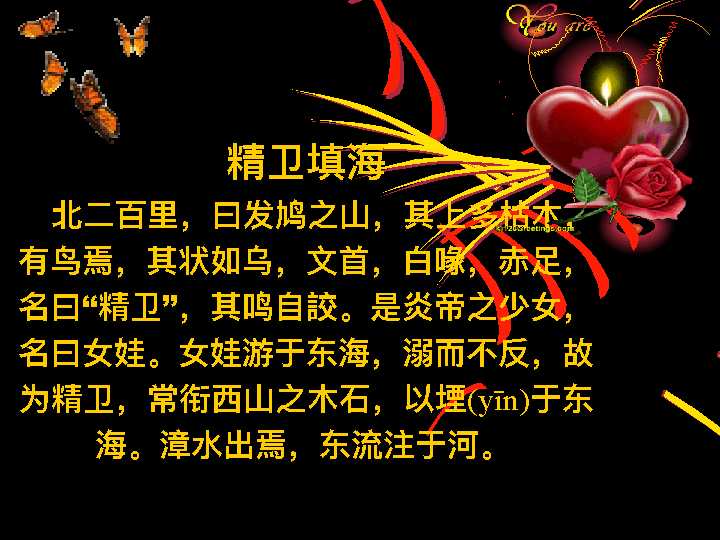 You are
精卫填海
©123Greetings.com
北二百里，曰发鸠之山，其上多枯木，
有鸟焉，其状如乌，文首，白喙，赤足，
名曰“精卫”，其鸣自詨。是炎帝之少女，
名曰女娃。女娃游于东海，溺而不反，故
为精卫，常衔西山之木石，以堙(yīn)于东
海。漳水出焉，东流注于河。